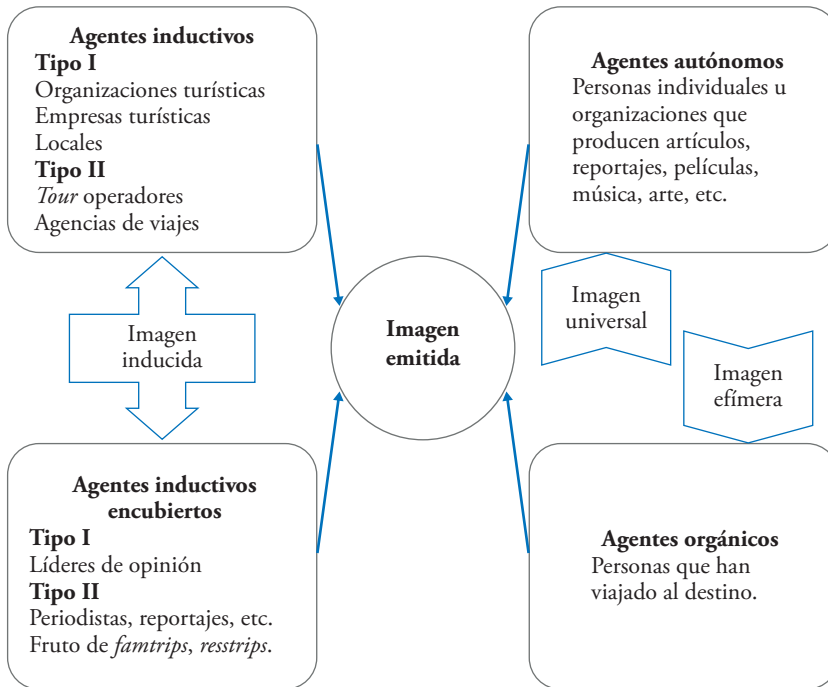 Agentes inductivos
Tipo I
Organizaciones turísticas
Empresas turísticas
Locales
Tipo II
Tour operadores
Agencias de viajes
Agentes autónomos
Personas individuales u
organizaciones que
producen artículos,
reportajes, películas,
música, arte, etc.
Imagen
inducida
Imagen
emitida
Imagen
universal
Imagen
efímera
Agentes inductivos
encubiertos
Tipo I
Líderes de opinión
Tipo II
Periodistas, reportajes, etc.
Fruto de famtrips, resstrips.
Agentes orgánicos
Personas que han
viajado al destino.